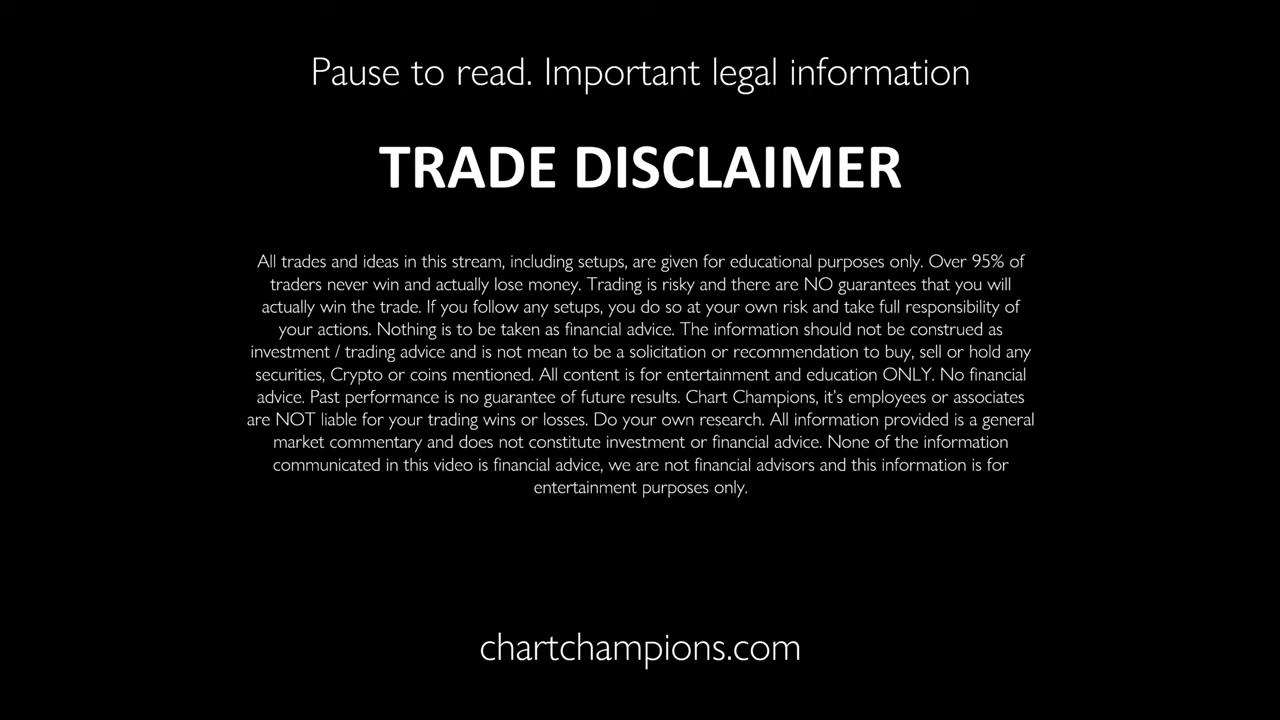 Pause to read. Important legal information
TRADE DISCLAIMER
All trades and ideas in this stream, including setups, are given for educational purposes only. Over 95% of
traders never win and actually lose money. Trading is risky and there are NO guarantees that you will
actually win the trade. If you follow any setups, you do so at your own risk and take full responsibility of
your actions. Nothing is to be taken as financial advice. The information should not be construed as
investment / trading advice and is not mean to be a solicitation or recommendation to buy, sell or hold any
securities, Crypto or coins mentioned. All content is for entertainment and education ONLY. No financial
advice. Past performance is no guarantee of future results. Chart Champions, it's employees or associates
are NOT liable for your trading wins or losses. Do your own research. All information provided is a general
market commentary and does not constitute investment or financial advice. None of the information
communicated in this video is financial advice, we are not financial advisors and this information is for
entertainment purposes only.
chartchampions.com